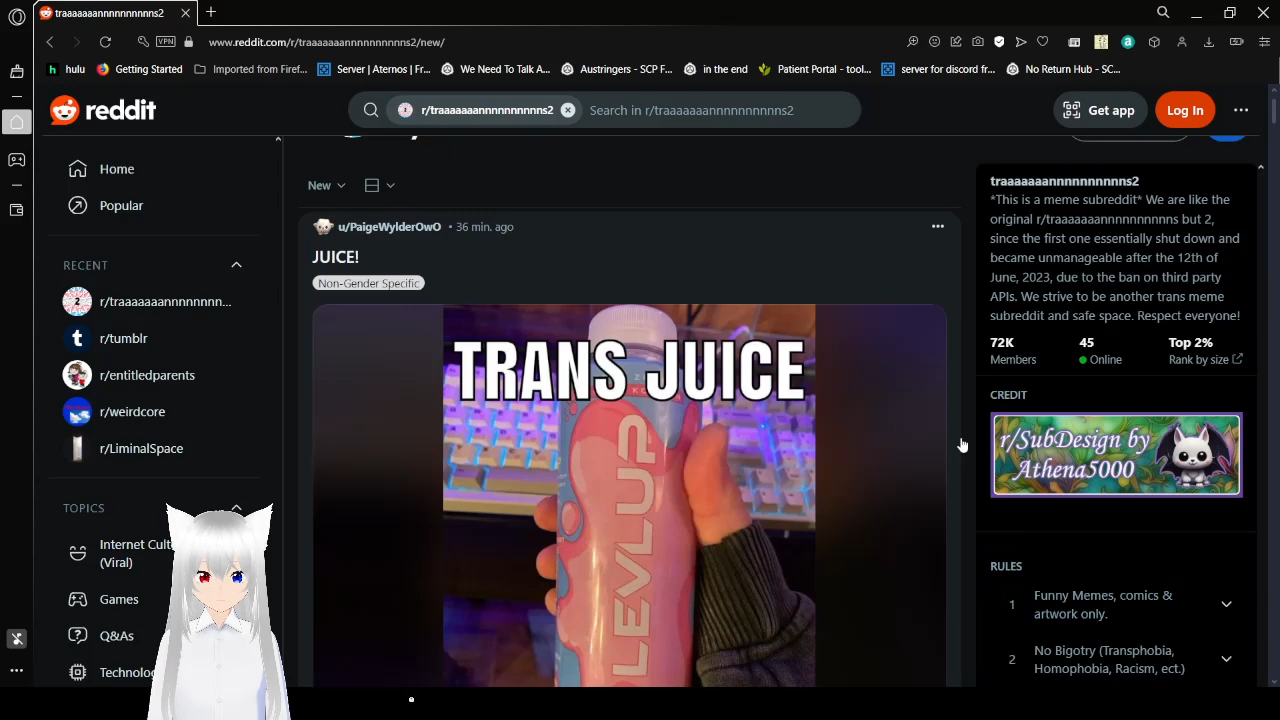 traaaaaaannnnnnnnnns2
VPN
www.reddit.com/r/traaaaaaannnnnnnnnns2/new/
hulu
Getting Started
Imported from Firef...
Server | Aternos | Fr...
We Need To Talk A...
Austringers - SCP F...
in the end
Patient Portal - tool...
server for discord fr...
No Return Hub - SC...
reddit
r/traaaaaaannnnnnnnnns2
Search in r/traaaaaaannnnnnnnnns2
Get app
Log In
Home
Popular
RECENT
r/traaaaaaannnnnnn...
r/tumblr
r/entitledparents
r/weirdcore
r/LiminalSpace
TOPICS
Internet Cult
(Viral)
Games
Q&As
Technolo
New
u/PaigeWylderOwO • 36 min. ago
JUICE!
Non-Gender Specific
TRANS JUICE
LEVLUP
traaaaaaannnnnnnnnns2
*This is a meme subreddit* We are like the
original r/traaaaaaannnnnnnnnns but 2,
since the first one essentially shut down and
became unmanageable after the 12th of
June, 2023, due to the ban on third party
APIs. We strive to be another trans meme
subreddit and safe space. Respect everyone!
72K
Members
45
Online
Top 2%
Rank by size
CREDIT
r/SubDesign by
Athena5000
RULES
1
Funny Memes, comics &
artwork only.
2
No Bigotry (Transphobia,
Homophobia, Racism, ect.)